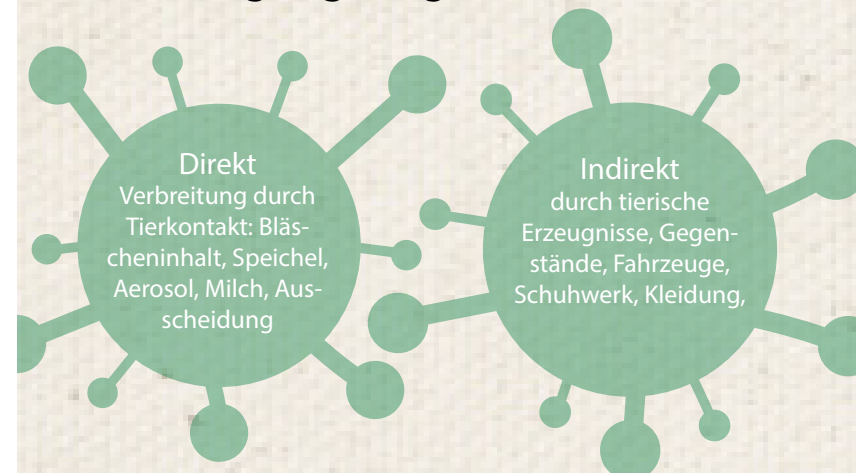 Direkt
Verbreitung durch
Tierkontakt: Bläs-
cheninhalt, Speichel,
Aerosol, Milch, Aus-
scheidung
Indirekt
durch tierische
Erzeugnisse, Gegen-
stände, Fahrzeuge,
Schuhwerk, Kleidung,